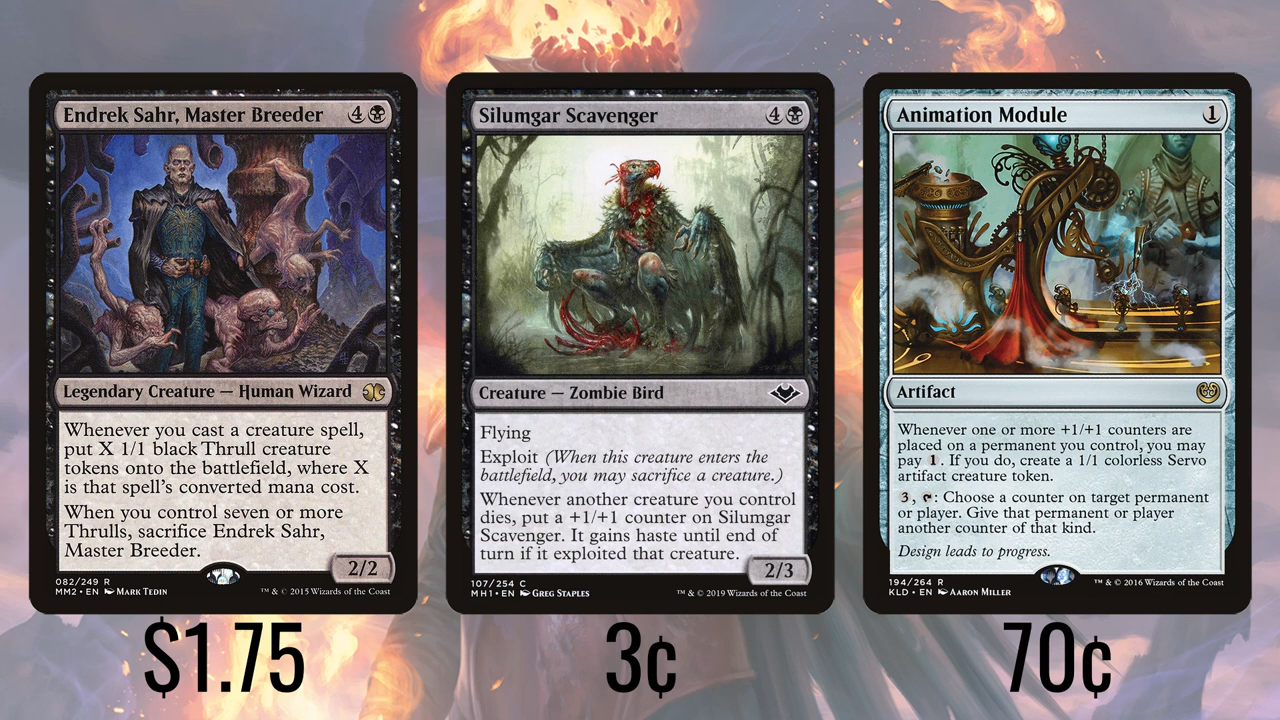 Endrek Sahr, Master Breeder 4
Legendary Creature — Human Wizard
Whenever you cast a creature spell,
put X 1/1 black Thrull creature
tokens onto the battlefield, where X
is that spell's converted mana cost.
When you control seven or more
Thrulls, sacrifice Endrek Sahr,
Master Breeder.
2/2
082/249 R
MM2 • EN Mark Tedin
™ & © 2015 Wizards of the Coast
$1.75
Silumgar Scavenger 4
Creature — Zombie Bird
Flying
Exploit (When this creature enters the
battlefield, you may sacrifice a creature.)
Whenever another creature you control
dies, put a +1/+1 counter on Silumgar
Scavenger. It gains haste until end of
turn if it exploited that creature.
2/3
107/254 C
MH1 • EN Greg Staples
™ & © 2019 Wizards of the Coast
3¢
Animation Module 1
Artifact
Whenever one or more +1/+1 counters are
placed on a permanent you control, you may
pay 1. If you do, create a 1/1 colorless Servo
artifact creature token.
3, : Choose a counter on target permanent
or player. Give that permanent or player
another counter of that kind.
Design leads to progress.
194/264 R
KLD • EN Aaron Miller
™ & © 2016 Wizards of the Coast
70¢